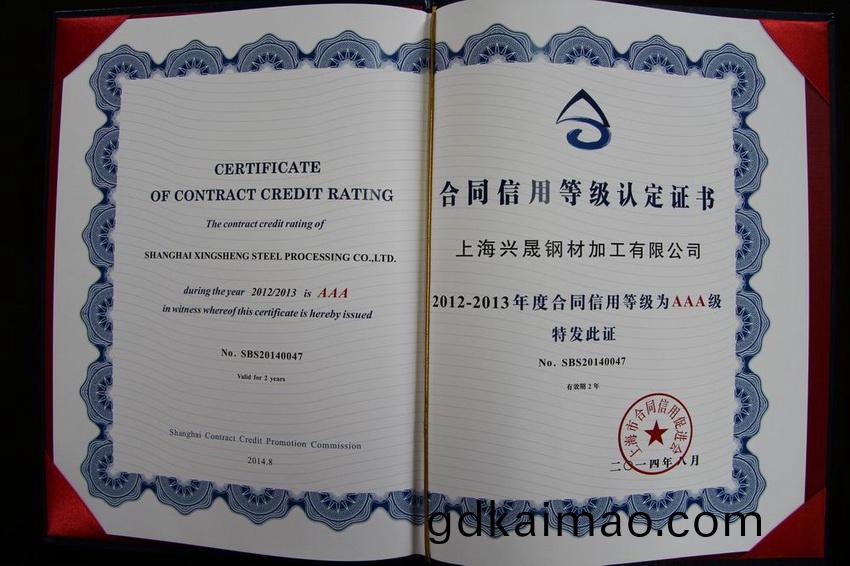 CERTIFICATE
OF CONTRACT CREDIT RATING
The contract credit rating of
SHANGHAI XINGSHENG STEEL PROCESSING CO.,LTD.
during the year 2012/2013 is AAA
in witness whereof this certificate is hereby issued
No. SBS20140047
Valid for 2 years
Shanghai Contract Credit Promotion Commission
2014.8
合同信用等级认定证书
上海兴晟钢材加工有限公司
2012-2013年度合同信用等级为AAA级
特发此证
No. SBS20140047
有效期2年
上海市合同信用促进会
二〇一四年八月
gdkaimao.com